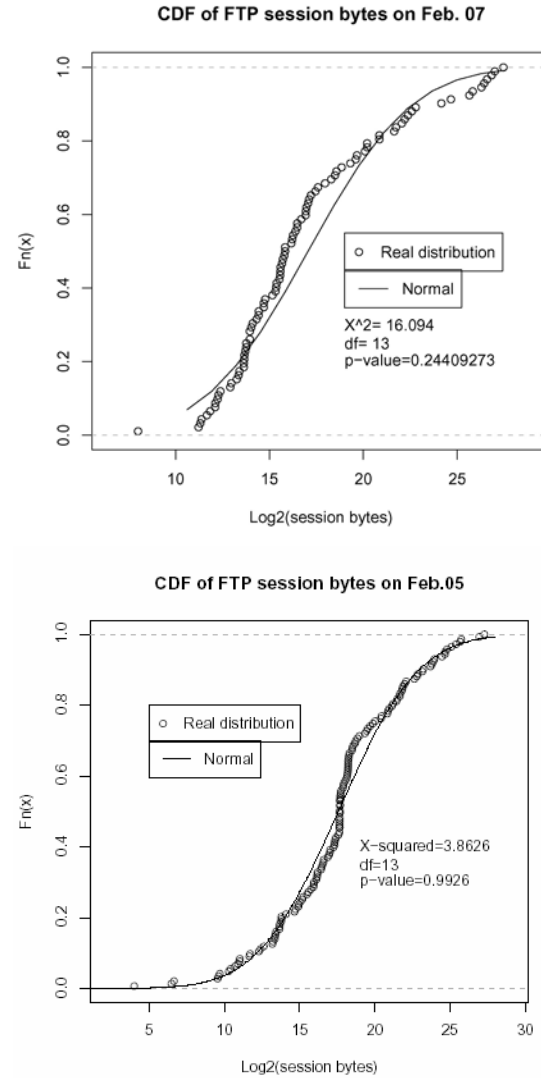 CDF of FTP session bytes on Feb. 07
1.0
0.8
0.6
0.4
0.2
0.0
Fn(x)
Real distribution
Normal
X^2= 16.094
df= 13
p-value=0.24409273
10 15 20 25
Log2(session bytes)
CDF of FTP session bytes on Feb.05
1.0
0.8
0.6
0.4
0.2
0.0
Fn(x)
Real distribution
Normal
X-squared=3.8626
df=13
p-value=0.9926
5 10 15 20 25 30
Log2(session bytes)